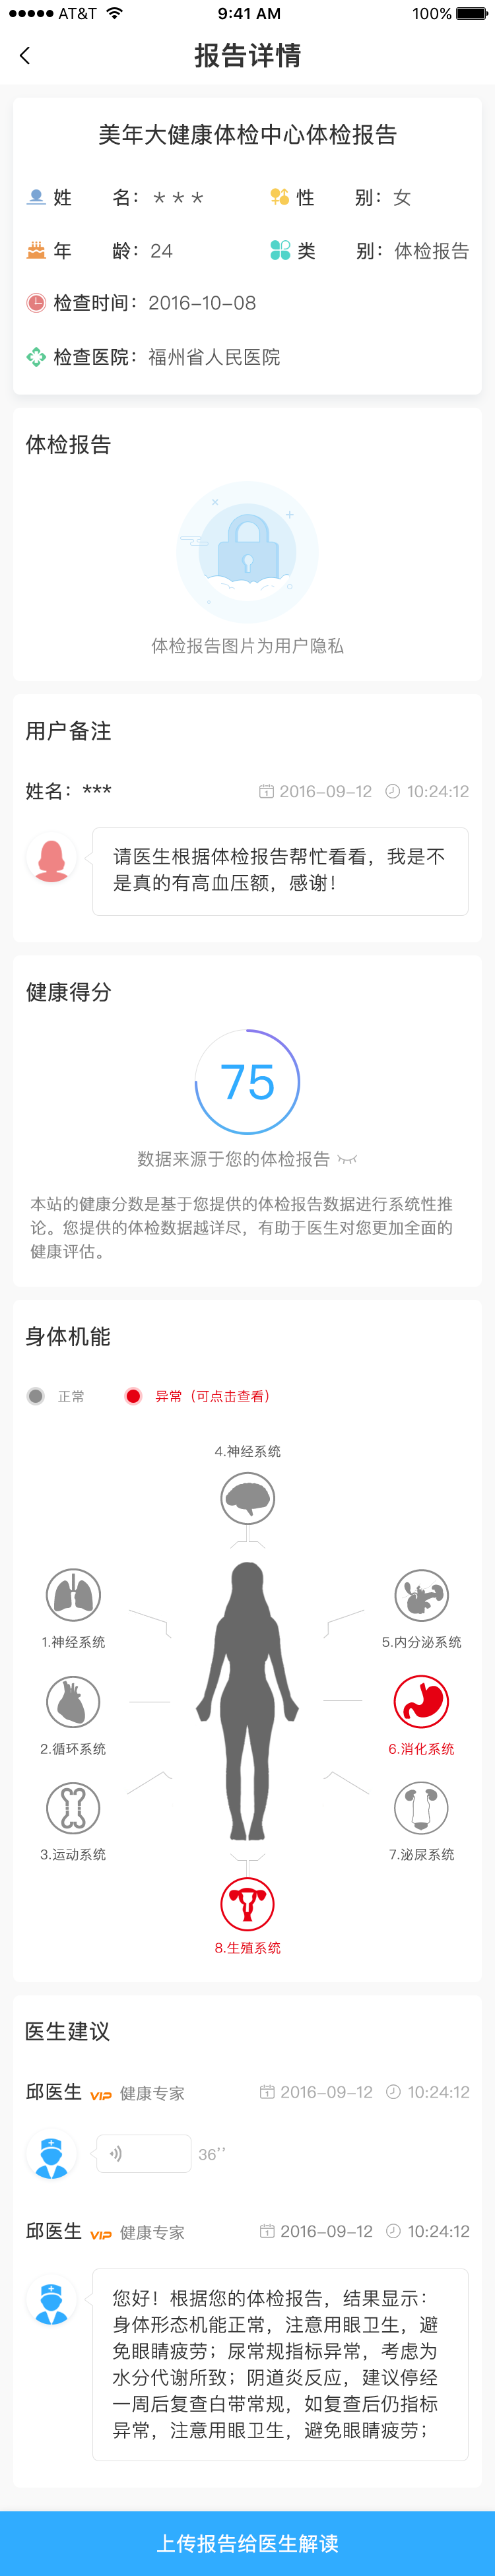 AT&T 9:41 AM 100%
报告详情
美年大健康体检中心体检报告
姓名：*** 性别：女
年龄：24 类别：体检报告
检查时间：2016-10-08
检查医院：福州省人民医院
体检报告
体检报告图片为用户隐私
用户备注
姓名：*** 2016-09-12 10:24:12
请医生根据体检报告帮忙看看，我是不
是真的有高血压额，感谢！
健康得分
75
数据来源于您的体检报告
本站的健康分数是基于您提供的体检报告数据进行系统性推
论。您提供的体检数据越详尽，有助于医生对您更加全面的
健康评估。
身体机能
正常 异常（可点击查看）
4.神经系统
1.神经系统 5.内分泌系统
2.循环系统 6.消化系统
3.运动系统 7.泌尿系统
8.生殖系统
医生建议
邱医生 VIP 健康专家 2016-09-12 10:24:12
36’’
邱医生 VIP 健康专家 2016-09-12 10:24:12
您好！根据您的体检报告，结果显示：
身体形态机能正常，注意用眼卫生，避
免眼睛疲劳；尿常规指标异常，考虑为
水分代谢所致；阴道炎反应，建议停经
一周后复查白带常规，如复查后仍指标
异常，注意用眼卫生，避免眼睛疲劳；
上传报告给医生解读